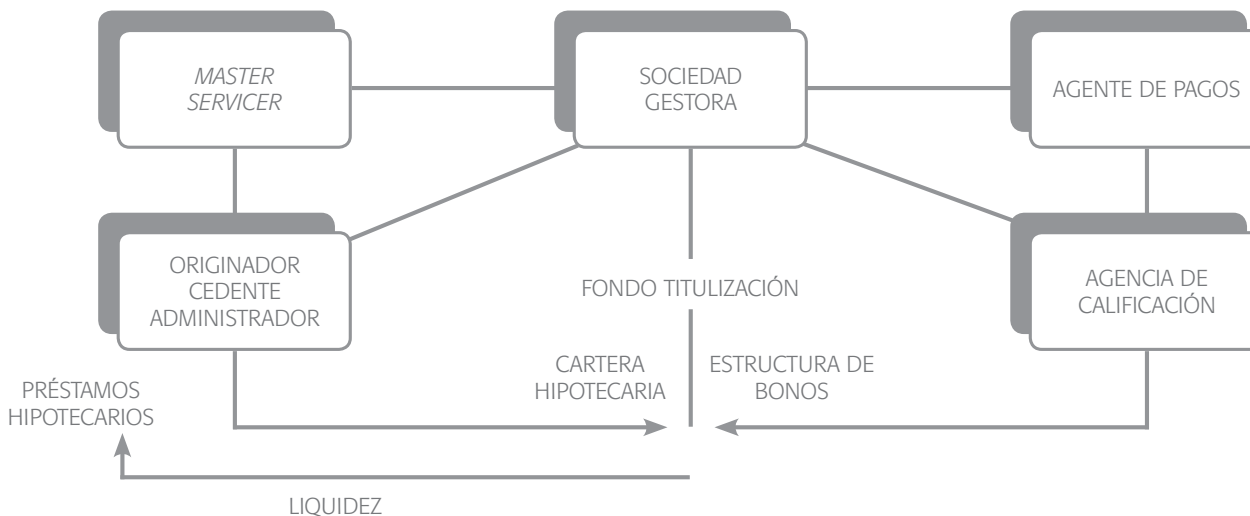 MASTER
SERVICER
SOCIEDAD
GESTORA
AGENTE DE PAGOS
ORIGINADOR
CEDENTE
ADMINISTRADOR
FONDO TITULIZACIÓN
AGENCIA DE
CALIFICACIÓN
PRÉSTAMOS
HIPOTECARIOS
CARTERA
HIPOTECARIA
ESTRUCTURA DE
BONOS
LIQUIDEZ